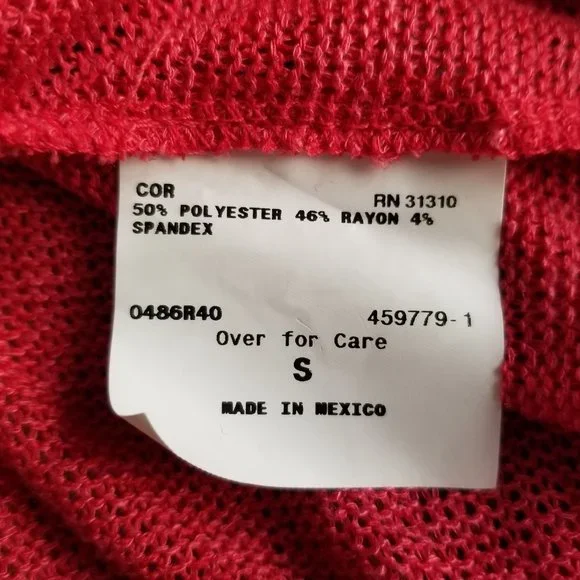 COR RN 31310
50% POLYESTER 46% RAYON 4%
SPANDEX
0486R40 459779-1
Over for Care
S
MADE IN MEXICO